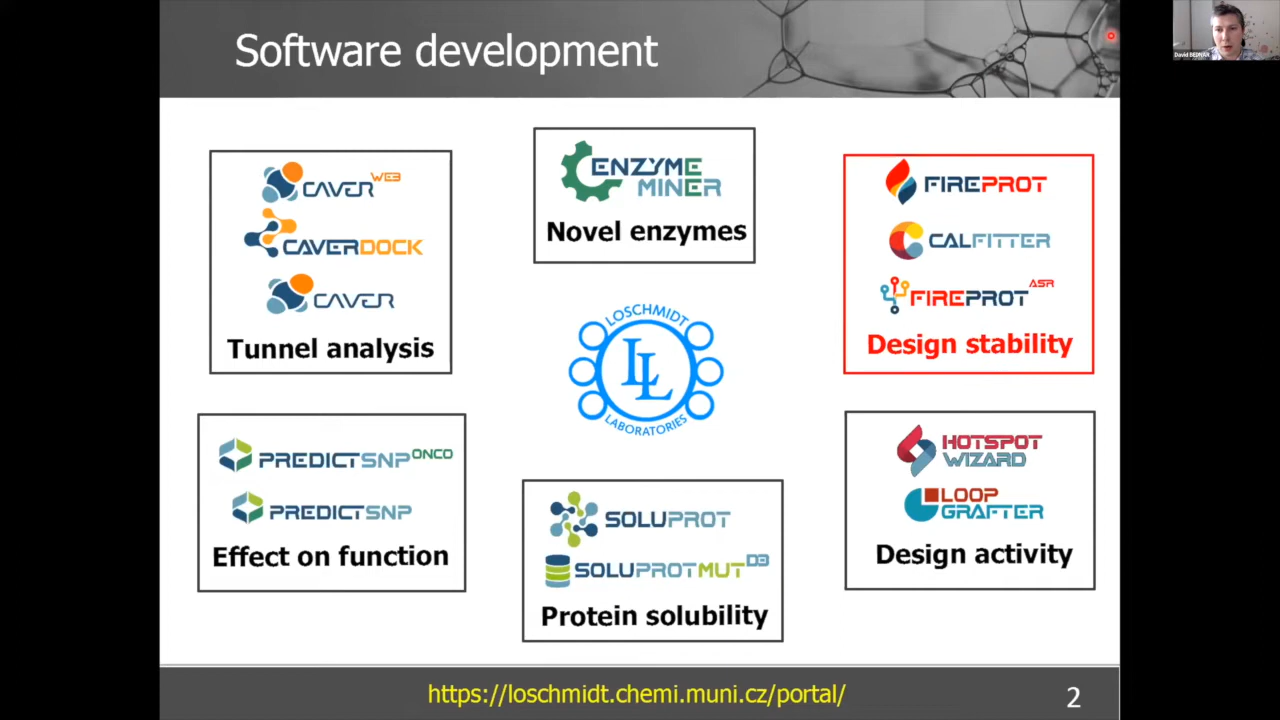 Software development
David BEDNAR
CAVER WEB
CAVERDOCK
CAVER
Tunnel analysis
ENZYME
MINER
Novel enzymes
FIREPROT
CALFITTER
FIREPROT ASR
Design stability
LOSCHMIDT
LL
LABORATORIES
PREDICTSNP ONCO
PREDICTSNP
Effect on function
SOLUPROT
SOLUPROTMUT DB
Protein solubility
HOTSPOT
WIZARD
LOOP
GRAFTER
Design activity
https://loschmidt.chemi.muni.cz/portal/
2